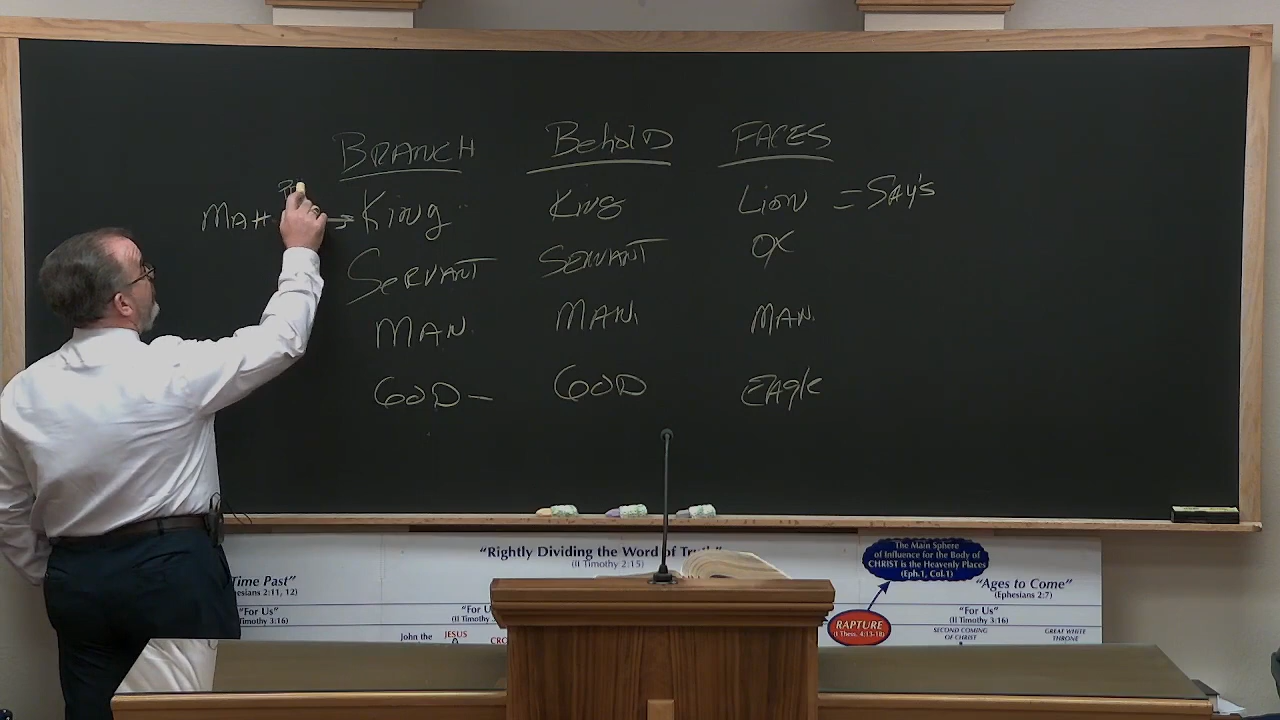 BRANCH BeholD FACES
MAtt King King Lion = SAy's
SeRVANT SeRVANT OX
MAN. MAN. MAN.
GOD- GOD EAgle
"Rightly Dividing the Word of Truth"
(II Timothy 2:15)
The Main Sphere
of Influence for the Body of
CHRIST is the Heavenly Places
(Eph.1, Col.1)
Time Past" "Ages to Come"
Ephesians 2:11, 12) (Ephesians 2:7)
"For Us" "For U "For Us"
Timothy 3:16) (II Timot (II Timothy 3:16)
RAPTURE
(I Thess. 4:13-18)
John the JESUS CRO SECOND COMING GREAT WHITE
OF CHRIST THRONE